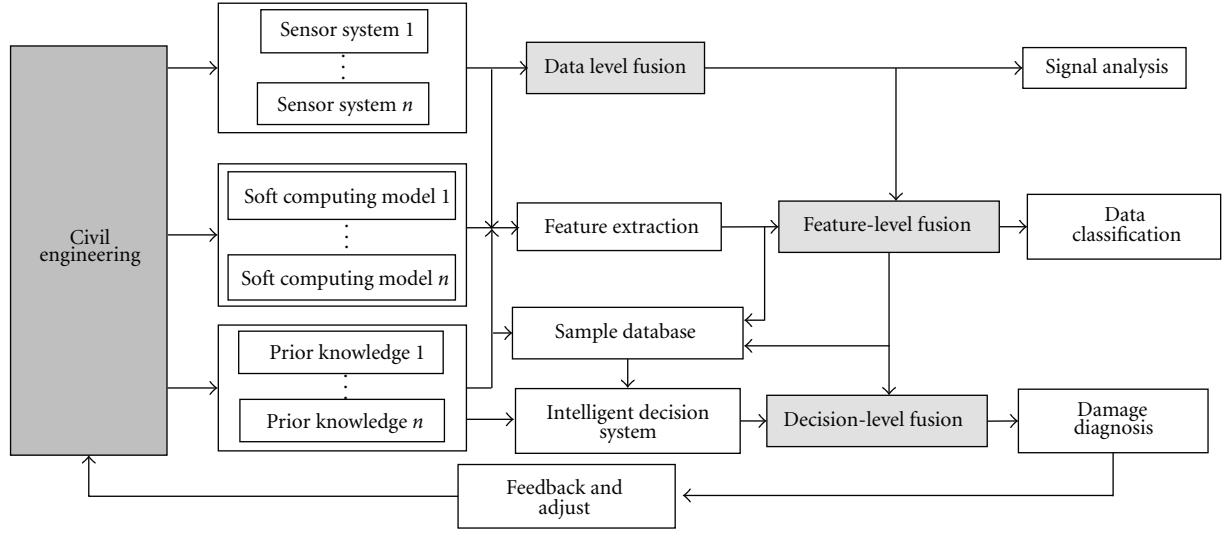 Civil
engineering
Sensor system 1
Sensor system n
Soft computing model 1
Soft computing model n
Prior knowledge 1
Prior knowledge n
Data level fusion
Signal analysis
Feature extraction
Feature-level fusion
Data
classification
Sample database
Intelligent decision
system
Decision-level fusion
Damage
diagnosis
Feedback and
adjust